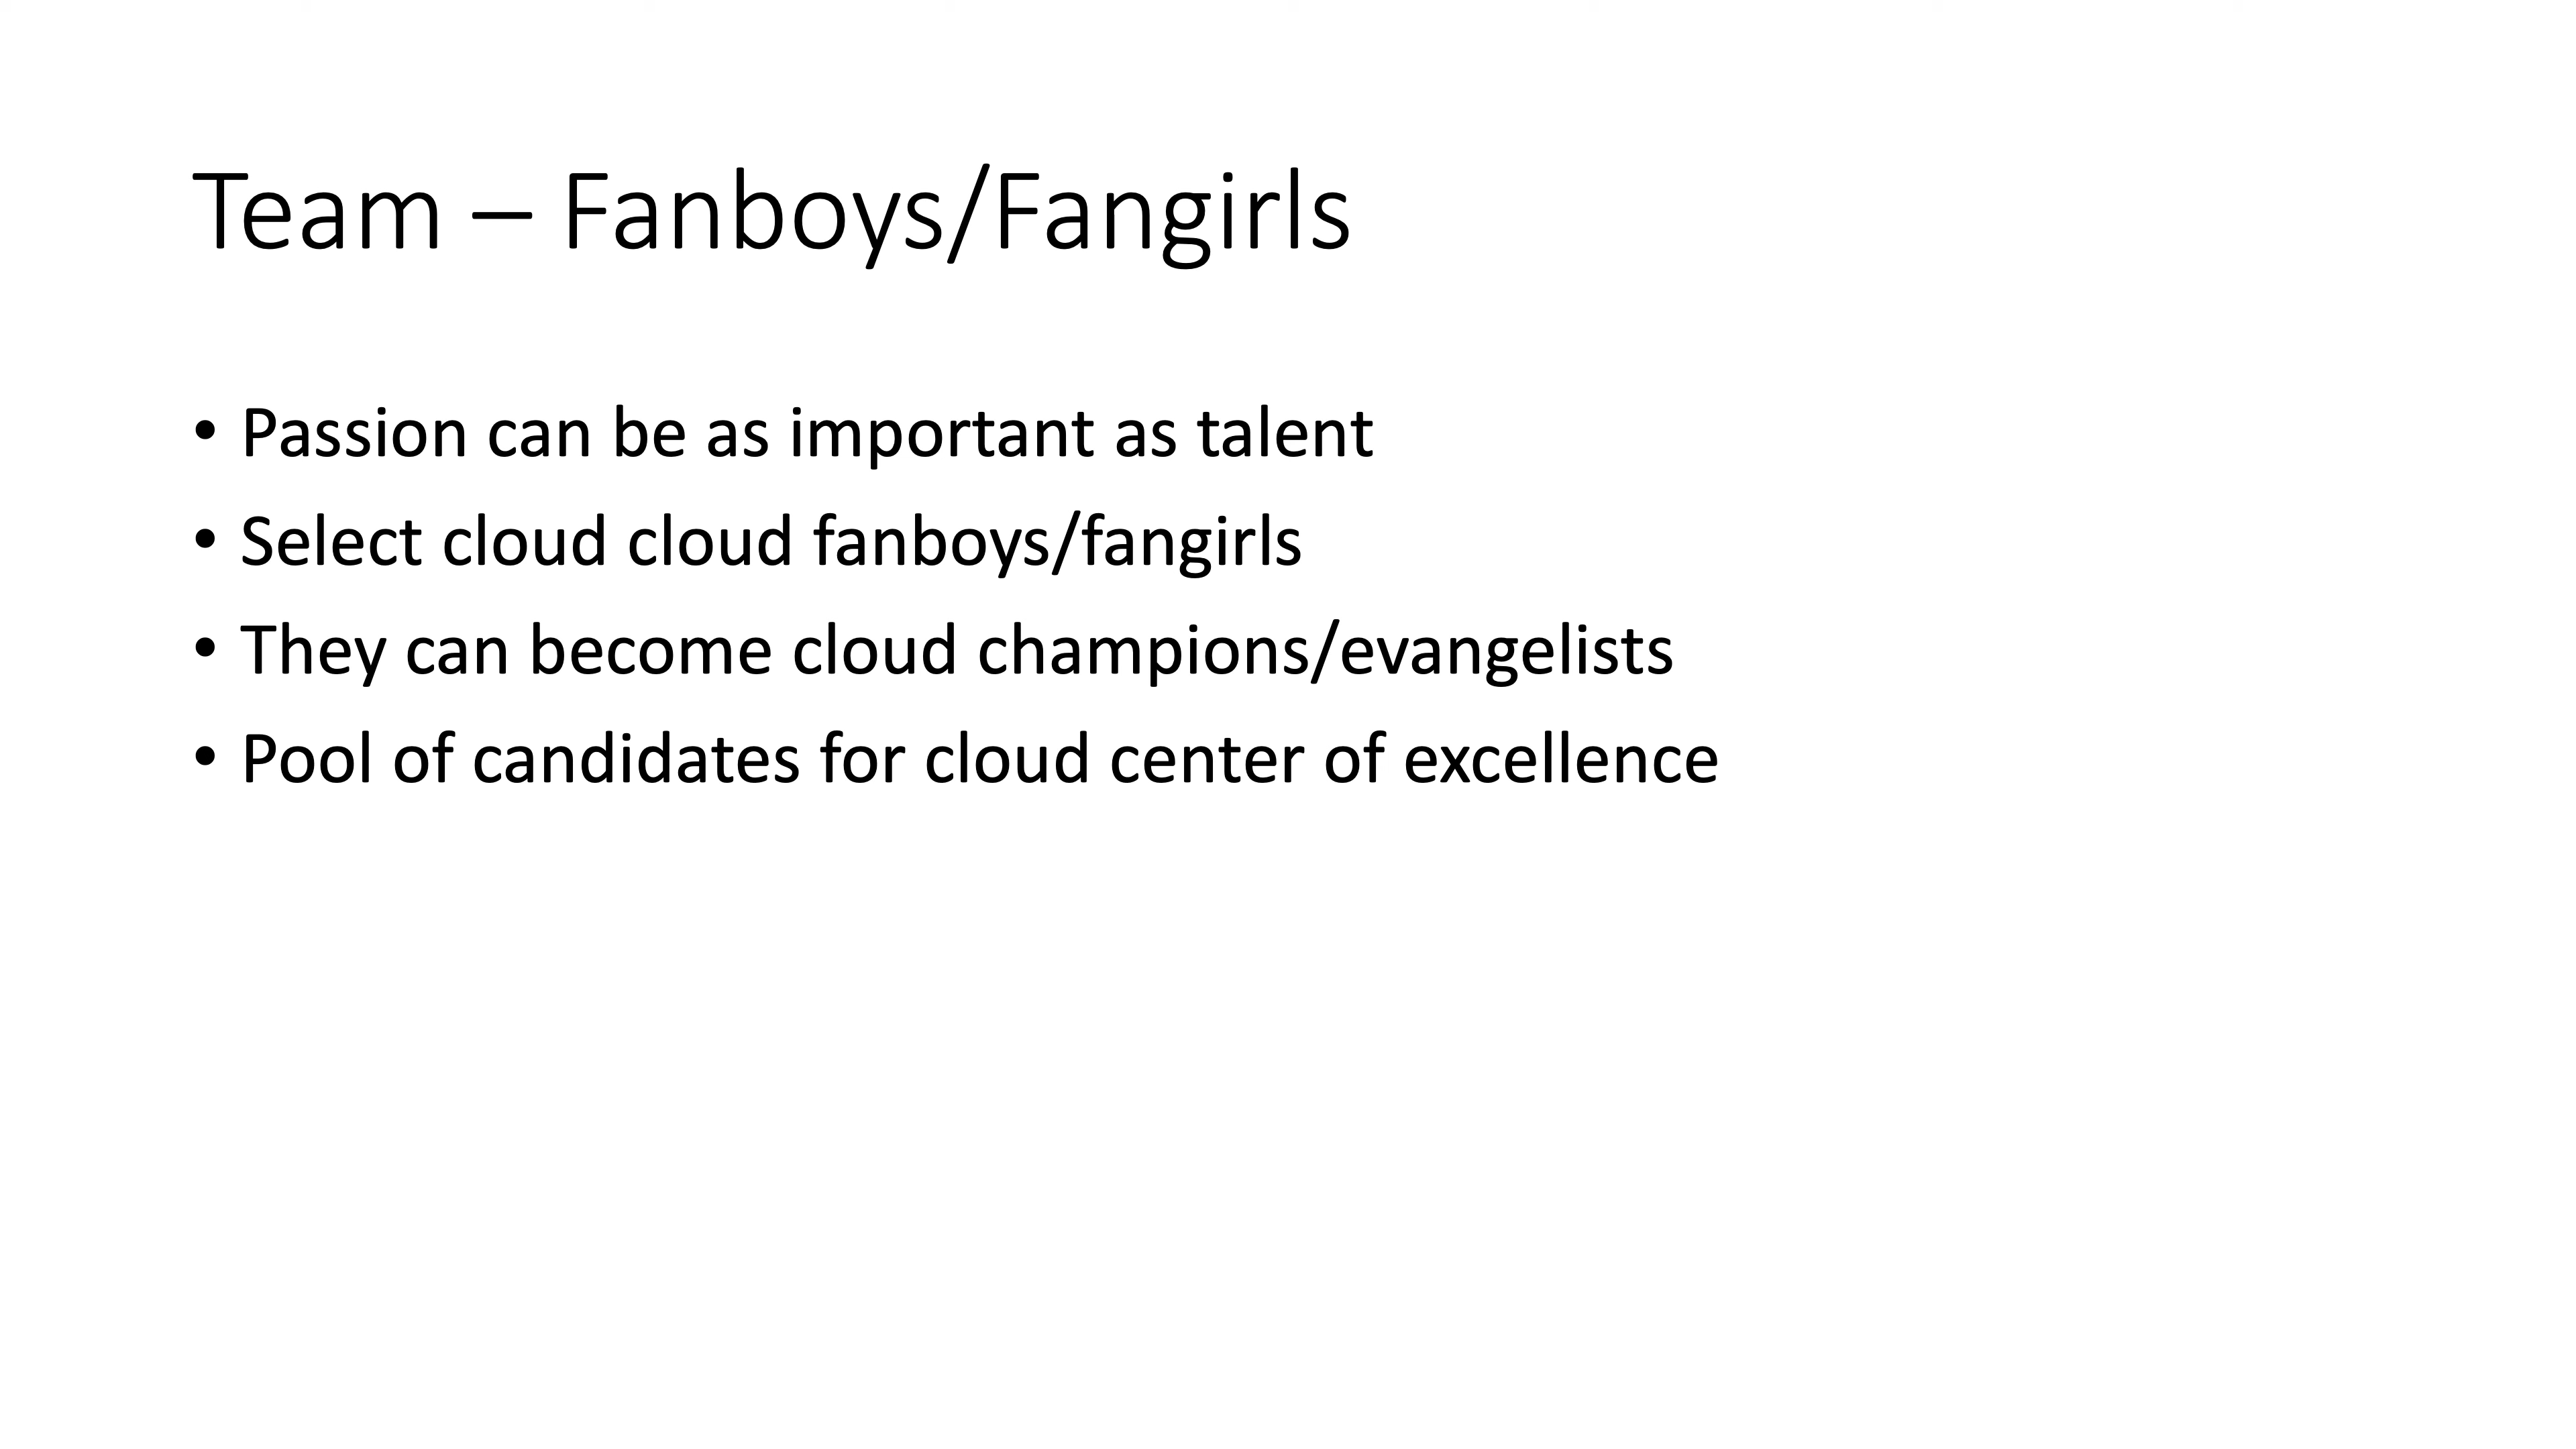 Team – Fanboys/Fangirls
• Passion can be as important as talent
• Select cloud cloud fanboys/fangirls
• They can become cloud champions/evangelists
• Pool of candidates for cloud center of excellence